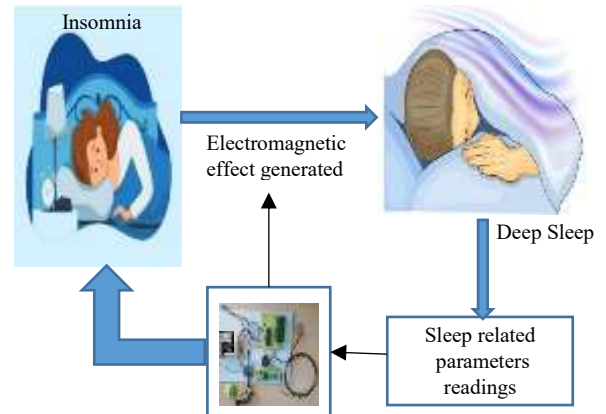 Insomnia
Electromagnetic
effect generated
Deep Sleep
Sleep related
parameters
readings